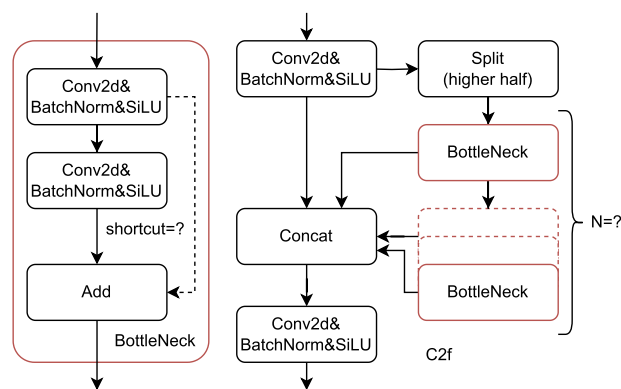 Conv2d&
BatchNorm&SiLU
Conv2d&
BatchNorm&SiLU
shortcut=?
Add
BottleNeck
Conv2d&
BatchNorm&SiLU
Split
(higher half)
BottleNeck
Concat
N=?
BottleNeck
Conv2d&
BatchNorm&SiLU
C2f